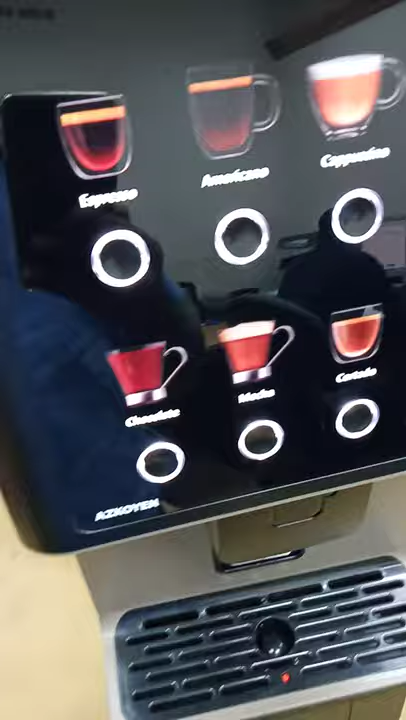 Espresso
Americano
Cappuccino
Chocolate
Mocha
Cortado
AZKOYEN